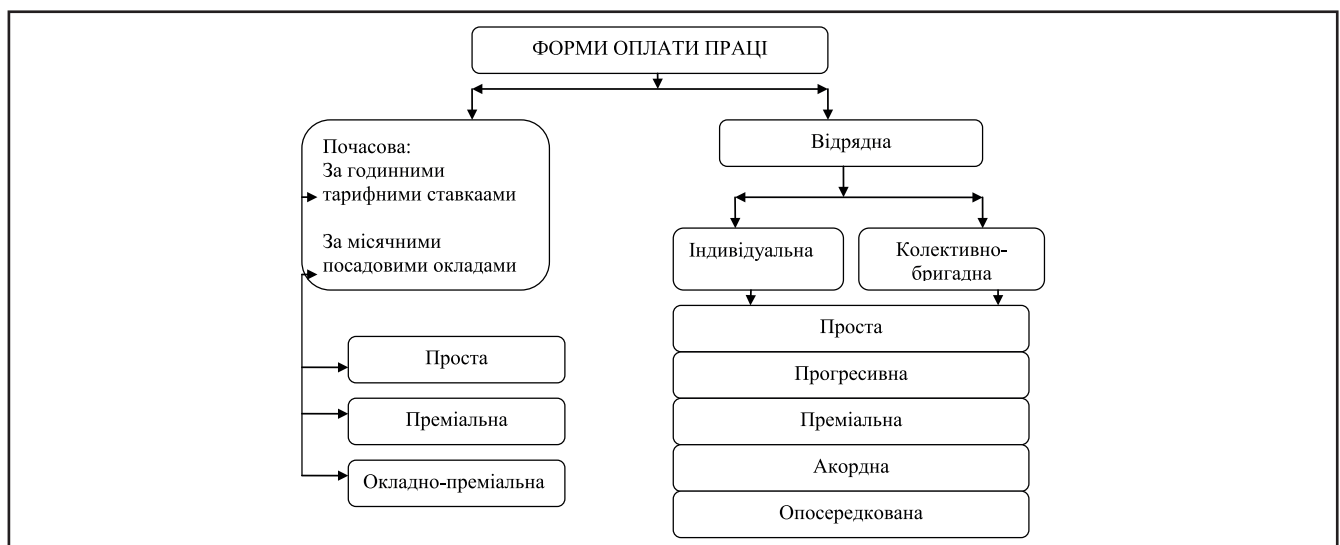 ФОРМИ ОПЛАТИ ПРАЦІ
Почасова:
За годинними
тарифними ставкаами
За місячними
посадовими окладами
Проста
Преміальна
Окладно-преміальна
Відрядна
Індивідуальна
Колективно-
бригадна
Проста
Прогресивна
Преміальна
Акордна
Опосередкована